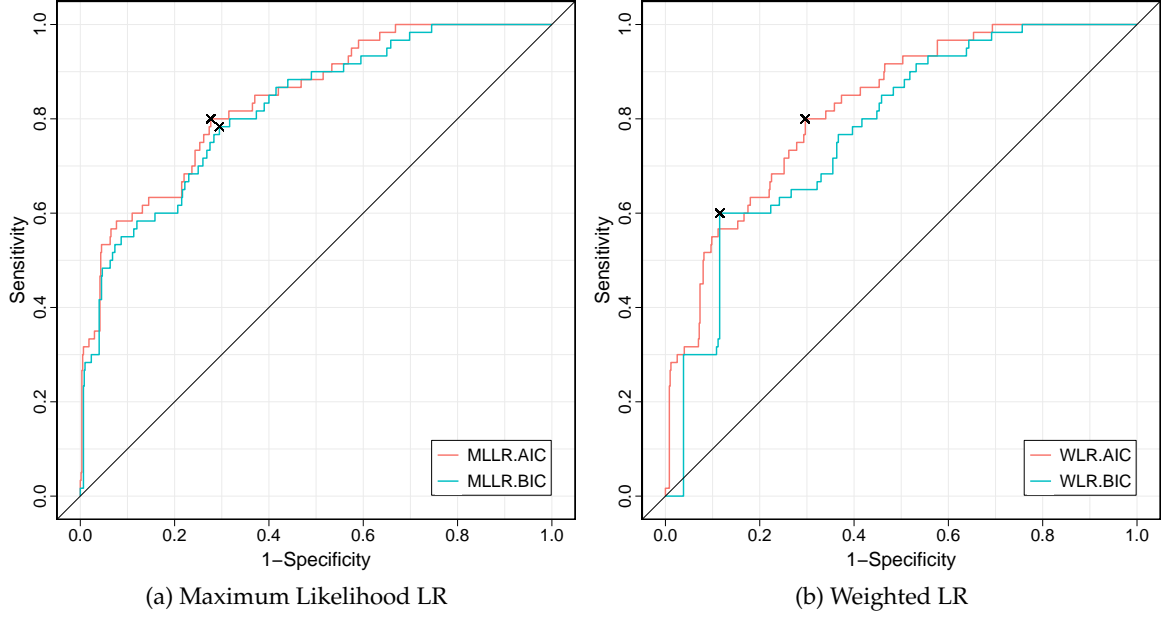 1.0
0.8
0.6
0.4
0.2
0.0
Sensitivity
MLLR.AIC
MLLR.BIC
0.0 0.2 0.4 0.6 0.8 1.0
1−Specificity
(a) Maximum Likelihood LR
1.0
0.8
0.6
0.4
0.2
0.0
Sensitivity
WLR.AIC
WLR.BIC
0.0 0.2 0.4 0.6 0.8 1.0
1−Specificity
(b) Weighted LR